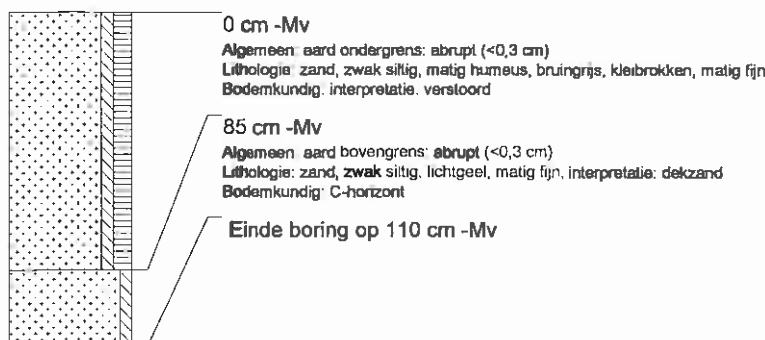 0 cm -Mv
Algemeen: aard ondergrens: abrupt (<0,3 cm)
Lithologie: zand, zwak siltig, matig humeus, bruingrijs, kleibrokken, matig fijn
Bodemkundig: interpretatie: verstoord
85 cm -Mv
Algemeen: aard bovengrens: abrupt (<0,3 cm)
Lithologie: zand, zwak siltig, lichtgeel, matig fijn, interpretatie: dekzand
Bodemkundig: C-horizont
Einde boring op 110 cm -Mv